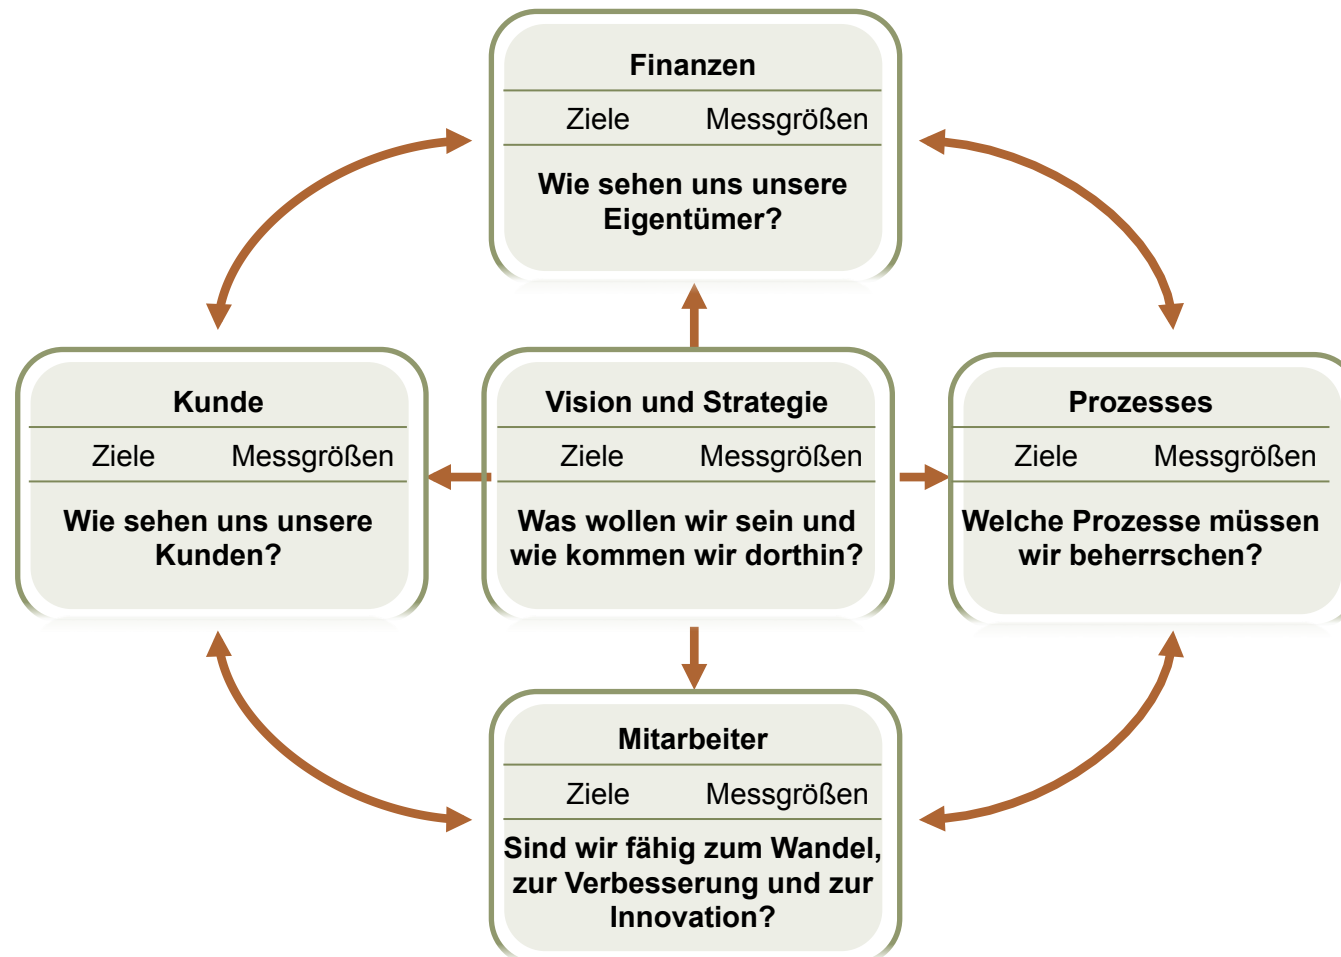 Finanzen
Ziele Messgrößen
Wie sehen uns unsere
Eigentümer?
Kunde
Ziele Messgrößen
Wie sehen uns unsere
Kunden?
Vision und Strategie
Ziele Messgrößen
Was wollen wir sein und
wie kommen wir dorthin?
Prozesses
Ziele Messgrößen
Welche Prozesse müssen
wir beherrschen?
Mitarbeiter
Ziele Messgrößen
Sind wir fähig zum Wandel,
zur Verbesserung und zur
Innovation?